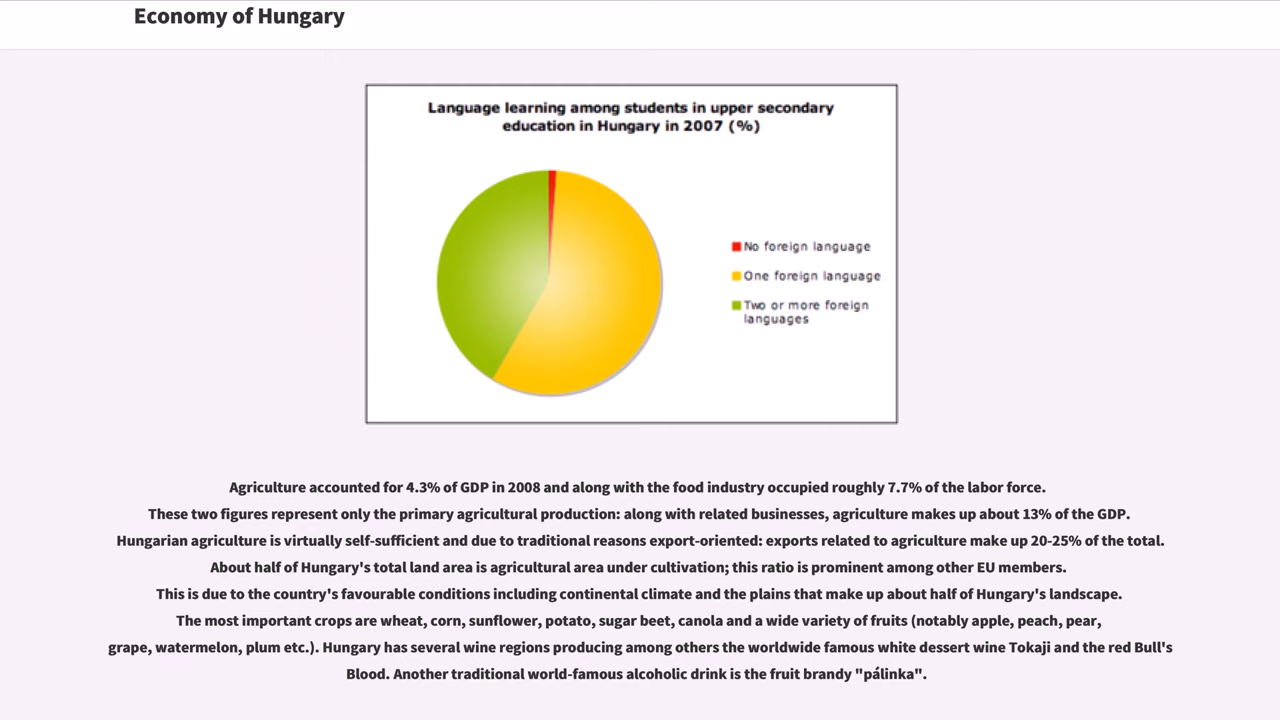 Economy of Hungary
Language learning among students in upper secondary
education in Hungary in 2007 (%)
No foreign language
One foreign language
Two or more foreign
languages
Agriculture accounted for 4.3% of GDP in 2008 and along with the food industry occupied roughly 7.7% of the labor force.
These two figures represent only the primary agricultural production: along with related businesses, agriculture makes up about 13% of the GDP.
Hungarian agriculture is virtually self-sufficient and due to traditional reasons export-oriented: exports related to agriculture make up 20-25% of the total.
About half of Hungary's total land area is agricultural area under cultivation; this ratio is prominent among other EU members.
This is due to the country's favourable conditions including continental climate and the plains that make up about half of Hungary's landscape.
The most important crops are wheat, corn, sunflower, potato, sugar beet, canola and a wide variety of fruits (notably apple, peach, pear,
grape, watermelon, plum etc.). Hungary has several wine regions producing among others the worldwide famous white dessert wine Tokaji and the red Bull's
Blood. Another traditional world-famous alcoholic drink is the fruit brandy "pálinka".